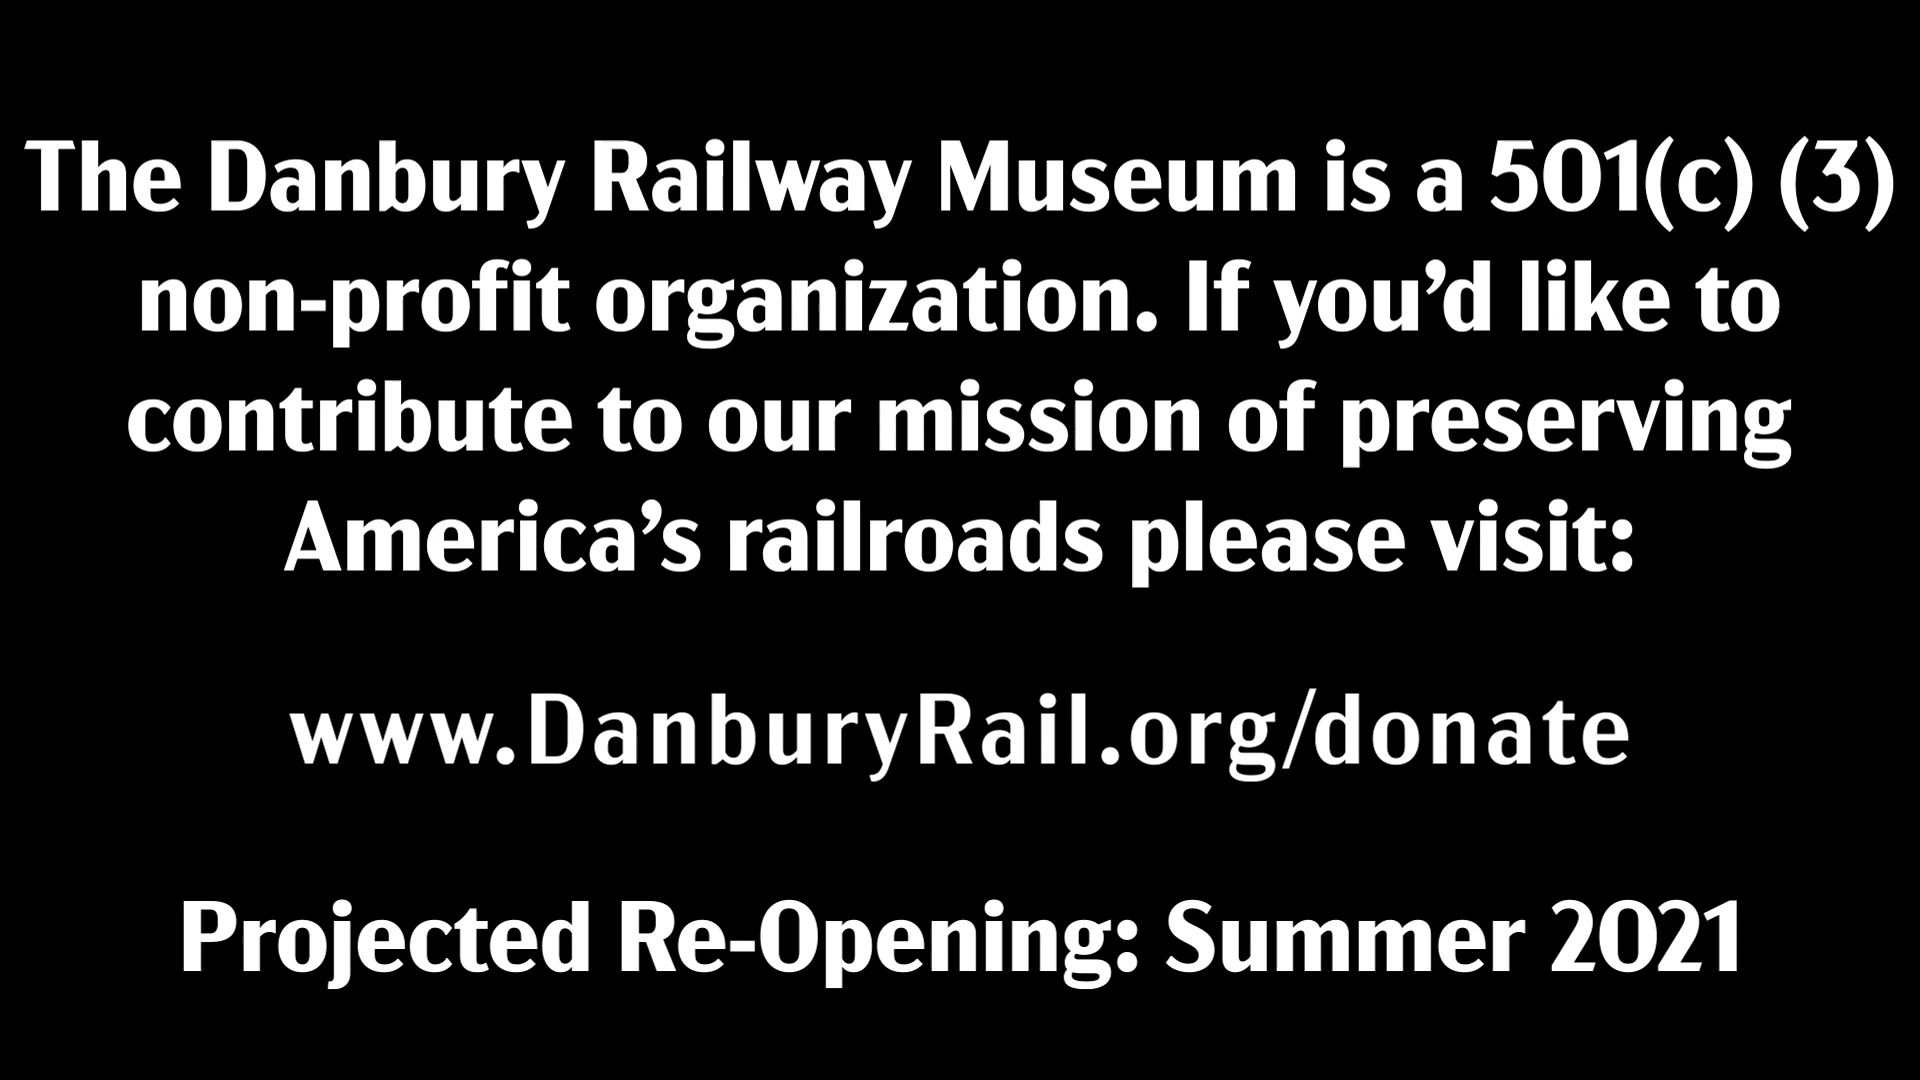 The Danbury Railway Museum is a 501(c) (3)
non-profit organization. If you’d like to
contribute to our mission of preserving
America’s railroads please visit:
www.DanburyRail.org/donate
Projected Re-Opening: Summer 2021